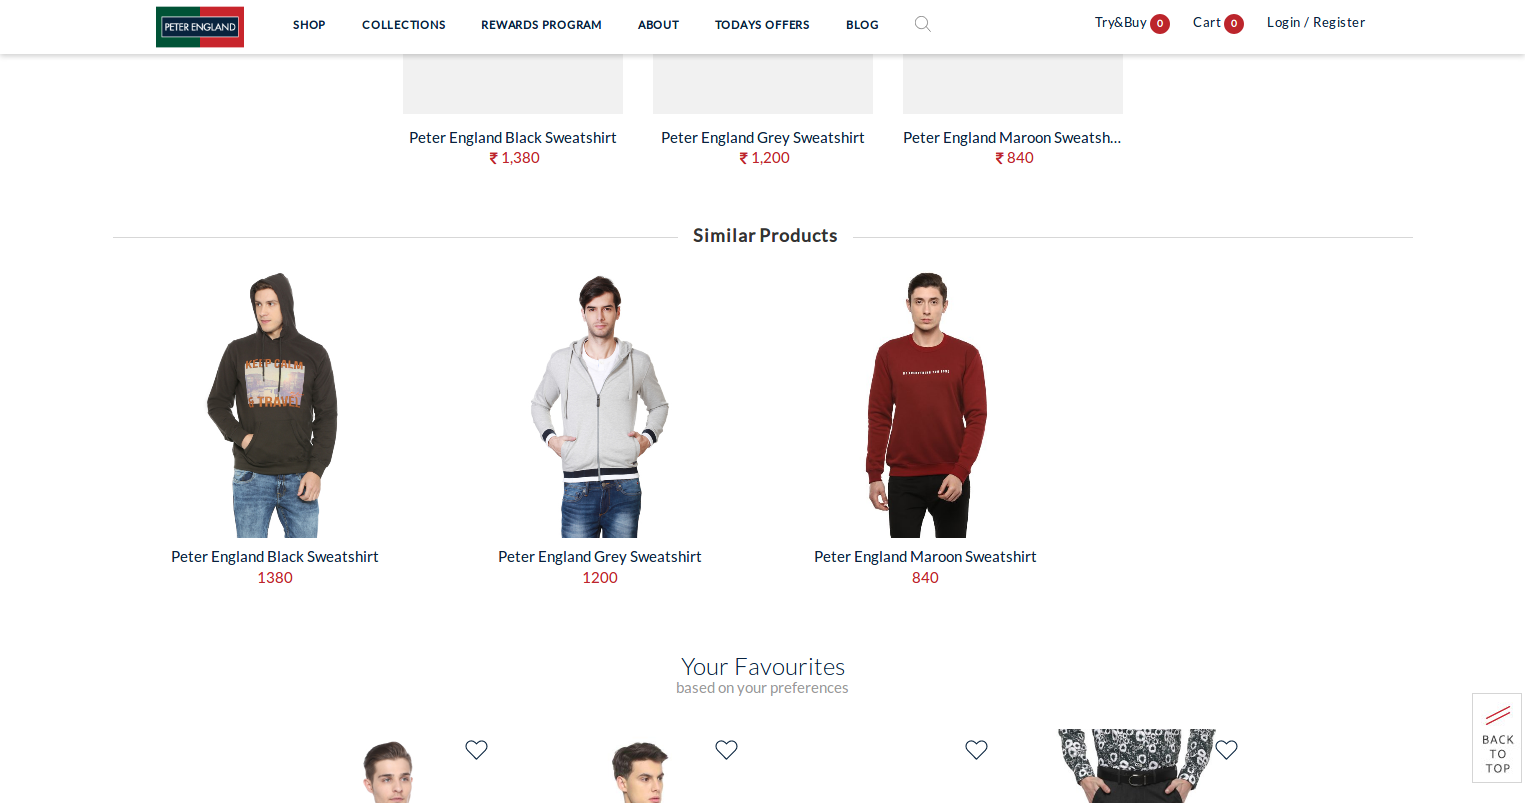 PETER ENGLAND
SHOP COLLECTIONS REWARDS PROGRAM ABOUT TODAYS OFFERS BLOG
Try&Buy 0 Cart 0 Login / Register
Peter England Black Sweatshirt
₹ 1,380
Peter England Grey Sweatshirt
₹ 1,200
Peter England Maroon Sweatsh...
₹ 840
Similar Products
KEEP CALM
& TRAVEL
Peter England Black Sweatshirt
1380
Peter England Grey Sweatshirt
1200
Peter England Maroon Sweatshirt
840
Your Favourites
based on your preferences
BACK
TO
TOP